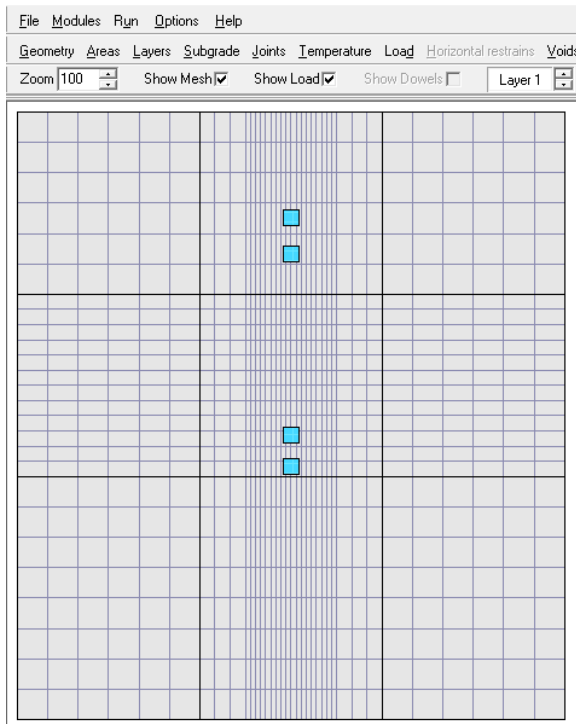 File Modules Run Options Help
Geometry Areas Layers Subgrade Joints Temperature Load Horizontal restrains Voids
Zoom 100 Show Mesh Show Load Show Dowels Layer 1